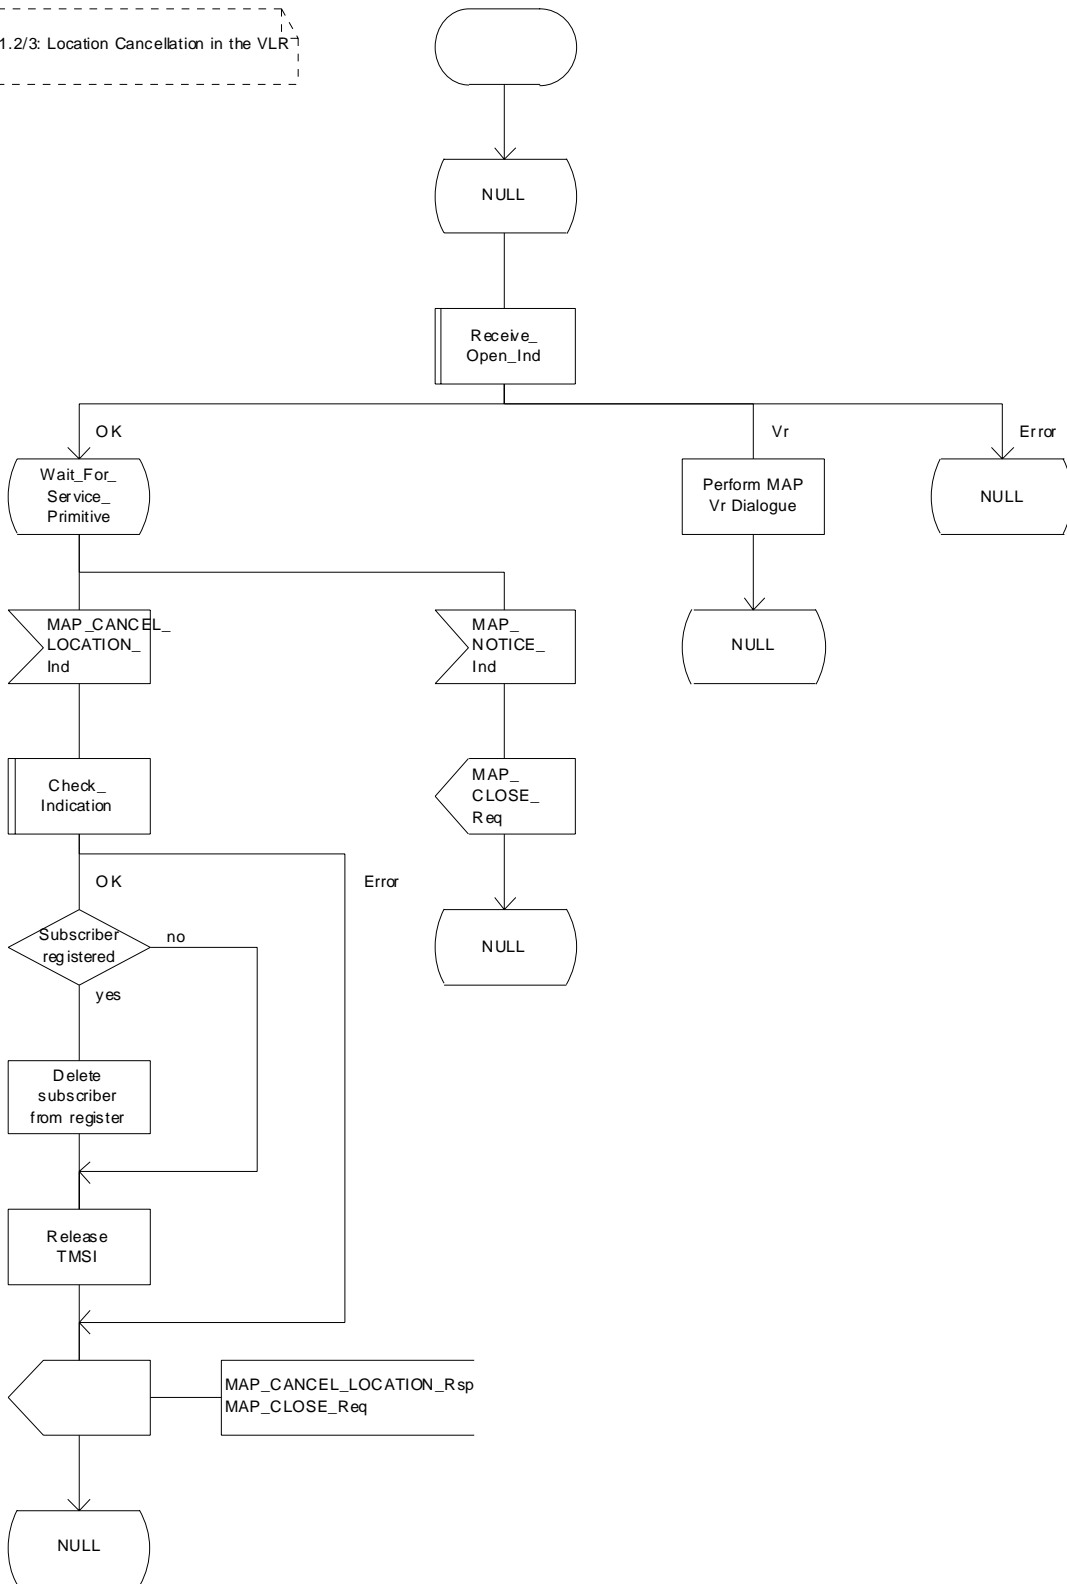 1.2/3: Location Cancellation in the VLR
NULL
Receive_
Open_Ind
OK
Vr
Error
Wait_For_
Service_
Primitive
Perform MAP
Vr Dialogue
NULL
MAP_CANCEL_
LOCATION_
Ind
MAP_
NOTICE_
Ind
NULL
Check_
Indication
MAP_
CLOSE_
Req
OK
Error
Subscriber
registered
no
yes
NULL
Delete
subscriber
from register
Release
TMSI
MAP_CANCEL_LOCATION_Rsp
MAP_CLOSE_Req
NULL